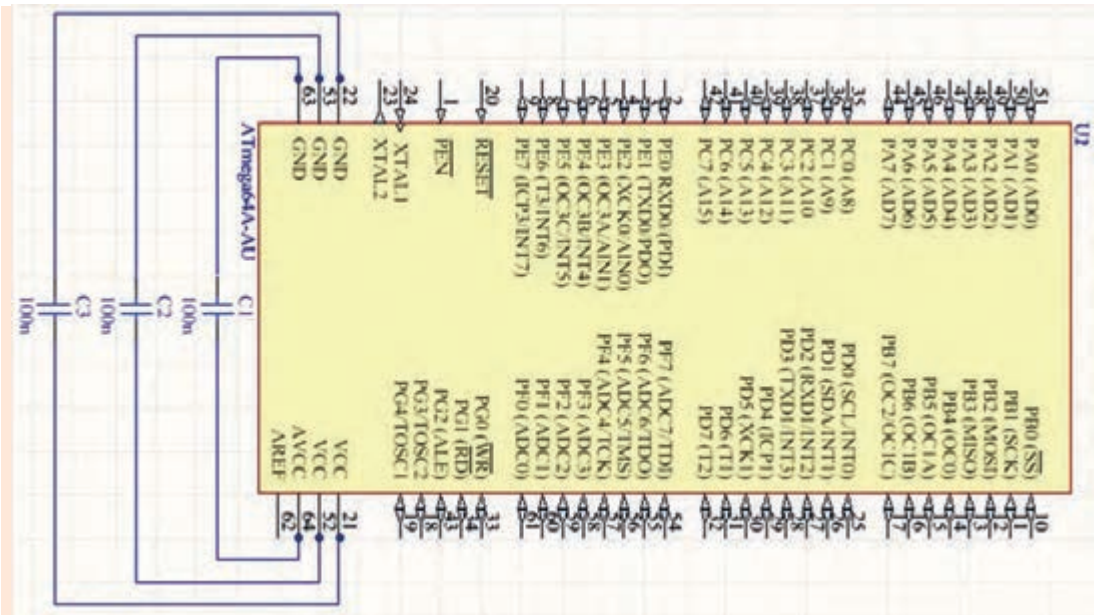 U?
PA0 (AD0)
PA1 (AD1)
PA2 (AD2)
PA3 (AD3)
PA4 (AD4)
PA5 (AD5)
PA6 (AD6)
PA7 (AD7)
PC0 (A8)
PC1 (A9)
PC2 (A10
PC3 (A11)
PC4 (A12)
PC5 (A13)
PC6 (A14)
PC7 (A15)
PE0 RXD0/(PDI)
PE1 (TXD0/PDO)
PE2 (XCK0/AIN0)
PE3 (OC3A/AIN1)
PE4 (OC3B/INT4)
PE5 (OC3C/INT5)
PE6 (T3/INT6)
PE7 (ICP3/INT7)
20 RESET
1 PEN
24 XTAL1
23 XTAL2
22 GND
53 GND
63 GND
ATmega64A-AU
PB0 (SS)
PB1 (SCK)
PB2 (MOSI)
PB3 (MISO)
PB4 (OC0)
PB5 (OC1A)
PB6 (OC1B)
PB7 (OC2/OC1C)
PD0 (SCL/INT0)
PD1 (SDA/INT1)
PD2 (RXD1/INT2)
PD3 (TXD1/INT3)
PD4 (ICP1)
PD5 (XCK1)
PD6 (T1)
PD7 (T2)
PF7 (ADC7/TDI)
PF6 (ADC6/TDO)
PF5 (ADC5/TMS)
PF4 (ADC4/TCK)
PF3 (ADC3)
PF2 (ADC2)
PF1 (ADC1)
PF0 (ADC0)
PG0 (WR) 33
PG1 (RD)
PG2 (ALE) 43
PG3/TOSC2
PG4/TOSC1 19
VCC 21
VCC 52
AVCC 64
AREF 62
C1
100n
C2
100n
C3
100n